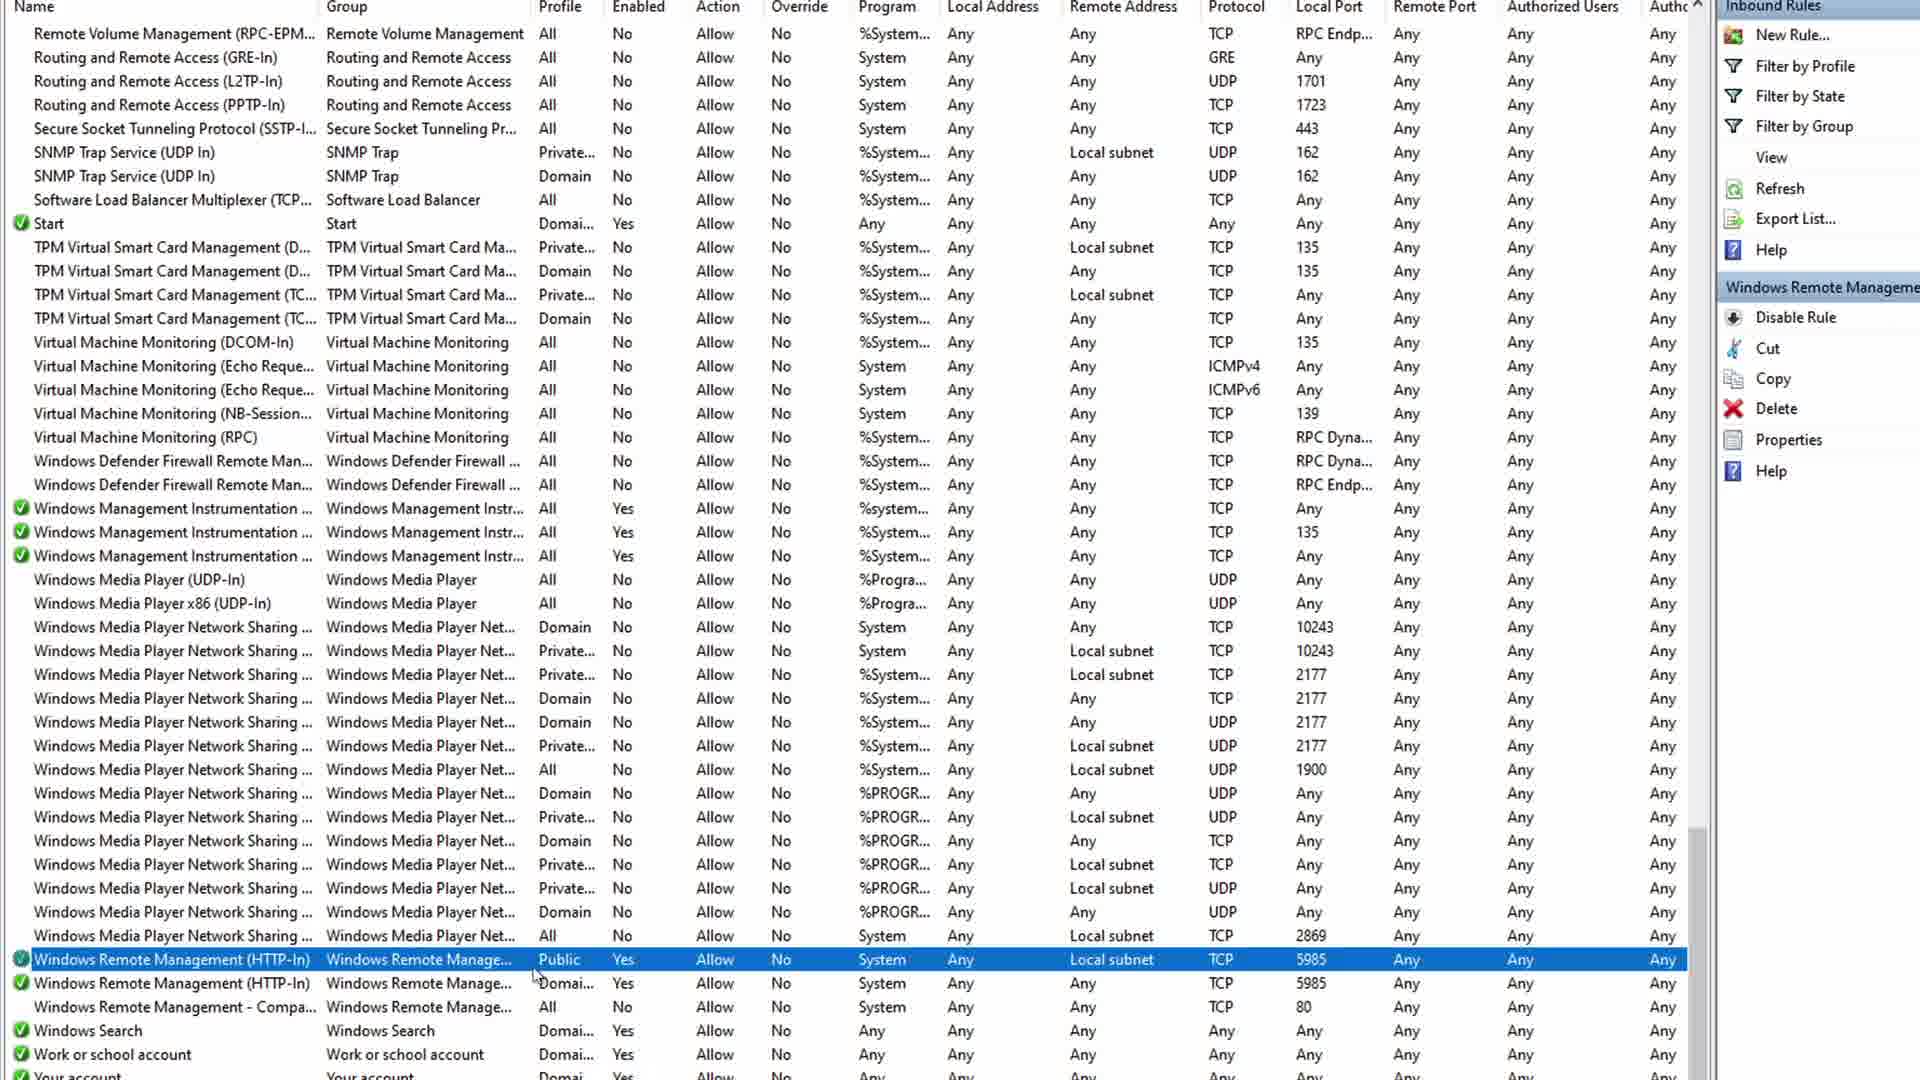 Name Group Profile Enabled Action Override Program Local Address Remote Address Protocol Local Port Remote Port Authorized Users Autho
Remote Volume Management (RPC-EPM... Remote Volume Management All No Allow No %System... Any Any TCP RPC Endp... Any Any Any
Routing and Remote Access (GRE-In) Routing and Remote Access All No Allow No System Any Any GRE Any Any Any Any
Routing and Remote Access (L2TP-In) Routing and Remote Access All No Allow No System Any Any UDP 1701 Any Any Any
Routing and Remote Access (PPTP-In) Routing and Remote Access All No Allow No System Any Any TCP 1723 Any Any Any
Secure Socket Tunneling Protocol (SSTP-I... Secure Socket Tunneling Pr... All No Allow No System Any Any TCP 443 Any Any Any
SNMP Trap Service (UDP In) SNMP Trap Private... No Allow No %System... Any Local subnet UDP 162 Any Any Any
SNMP Trap Service (UDP In) SNMP Trap Domain No Allow No %System... Any Any UDP 162 Any Any Any
Software Load Balancer Multiplexer (TCP... Software Load Balancer All No Allow No %System... Any Any TCP Any Any Any Any
Start Start Domai... Yes Allow No Any Any Any Any Any Any Any Any
TPM Virtual Smart Card Management (D... TPM Virtual Smart Card Ma... Private... No Allow No %System... Any Local subnet TCP 135 Any Any Any
TPM Virtual Smart Card Management (D... TPM Virtual Smart Card Ma... Domain No Allow No %System... Any Any TCP 135 Any Any Any
TPM Virtual Smart Card Management (TC... TPM Virtual Smart Card Ma... Private... No Allow No %System... Any Local subnet TCP Any Any Any Any
TPM Virtual Smart Card Management (TC... TPM Virtual Smart Card Ma... Domain No Allow No %System... Any Any TCP Any Any Any Any
Virtual Machine Monitoring (DCOM-In) Virtual Machine Monitoring All No Allow No %System... Any Any TCP 135 Any Any Any
Virtual Machine Monitoring (Echo Reque... Virtual Machine Monitoring All No Allow No System Any Any ICMPv4 Any Any Any Any
Virtual Machine Monitoring (Echo Reque... Virtual Machine Monitoring All No Allow No System Any Any ICMPv6 Any Any Any Any
Virtual Machine Monitoring (NB-Session... Virtual Machine Monitoring All No Allow No System Any Any TCP 139 Any Any Any
Virtual Machine Monitoring (RPC) Virtual Machine Monitoring All No Allow No %System... Any Any TCP RPC Dyna... Any Any Any
Windows Defender Firewall Remote Man... Windows Defender Firewall ... All No Allow No %System... Any Any TCP RPC Dyna... Any Any Any
Windows Defender Firewall Remote Man... Windows Defender Firewall ... All No Allow No %System... Any Any TCP RPC Endp... Any Any Any
Windows Management Instrumentation ... Windows Management Instr... All Yes Allow No %system... Any Any TCP Any Any Any Any
Windows Management Instrumentation ... Windows Management Instr... All Yes Allow No %System... Any Any TCP 135 Any Any Any
Windows Management Instrumentation ... Windows Management Instr... All Yes Allow No %System... Any Any TCP Any Any Any Any
Windows Media Player (UDP-In) Windows Media Player All No Allow No %Progra... Any Any UDP Any Any Any Any
Windows Media Player x86 (UDP-In) Windows Media Player All No Allow No %Progra... Any Any UDP Any Any Any Any
Windows Media Player Network Sharing ... Windows Media Player Net... Domain No Allow No System Any Any TCP 10243 Any Any Any
Windows Media Player Network Sharing ... Windows Media Player Net... Private... No Allow No System Any Local subnet TCP 10243 Any Any Any
Windows Media Player Network Sharing ... Windows Media Player Net... Private... No Allow No %System... Any Local subnet TCP 2177 Any Any Any
Windows Media Player Network Sharing ... Windows Media Player Net... Domain No Allow No %System... Any Any TCP 2177 Any Any Any
Windows Media Player Network Sharing ... Windows Media Player Net... Domain No Allow No %System... Any Any UDP 2177 Any Any Any
Windows Media Player Network Sharing ... Windows Media Player Net... Private... No Allow No %System... Any Local subnet UDP 2177 Any Any Any
Windows Media Player Network Sharing ... Windows Media Player Net... All No Allow No %System... Any Local subnet UDP 1900 Any Any Any
Windows Media Player Network Sharing ... Windows Media Player Net... Domain No Allow No %PROGR... Any Any UDP Any Any Any Any
Windows Media Player Network Sharing ... Windows Media Player Net... Private... No Allow No %PROGR... Any Local subnet UDP Any Any Any Any
Windows Media Player Network Sharing ... Windows Media Player Net... Domain No Allow No %PROGR... Any Any TCP Any Any Any Any
Windows Media Player Network Sharing ... Windows Media Player Net... Private... No Allow No %PROGR... Any Local subnet TCP Any Any Any Any
Windows Media Player Network Sharing ... Windows Media Player Net... Private... No Allow No %PROGR... Any Local subnet UDP Any Any Any Any
Windows Media Player Network Sharing ... Windows Media Player Net... Domain No Allow No %PROGR... Any Any UDP Any Any Any Any
Windows Media Player Network Sharing ... Windows Media Player Net... All No Allow No System Any Local subnet TCP 2869 Any Any Any
Windows Remote Management (HTTP-In) Windows Remote Manage... Public Yes Allow No System Any Local subnet TCP 5985 Any Any Any
Windows Remote Management (HTTP-In) Windows Remote Manage... Domai... Yes Allow No System Any Any TCP 5985 Any Any Any
Windows Remote Management - Compa... Windows Remote Manage... All No Allow No System Any Any TCP 80 Any Any Any
Windows Search Windows Search Domai... Yes Allow No Any Any Any Any Any Any Any Any
Work or school account Work or school account Domai... Yes Allow No Any Any Any Any Any Any Any Any
Your account Your account Domai... Yes Allow No Any Any Any Any Any Any Any Any
Inbound Rules
New Rule...
Filter by Profile
Filter by State
Filter by Group
View
Refresh
Export List...
Help
Windows Remote Manageme
Disable Rule
Cut
Copy
Delete
Properties
Help